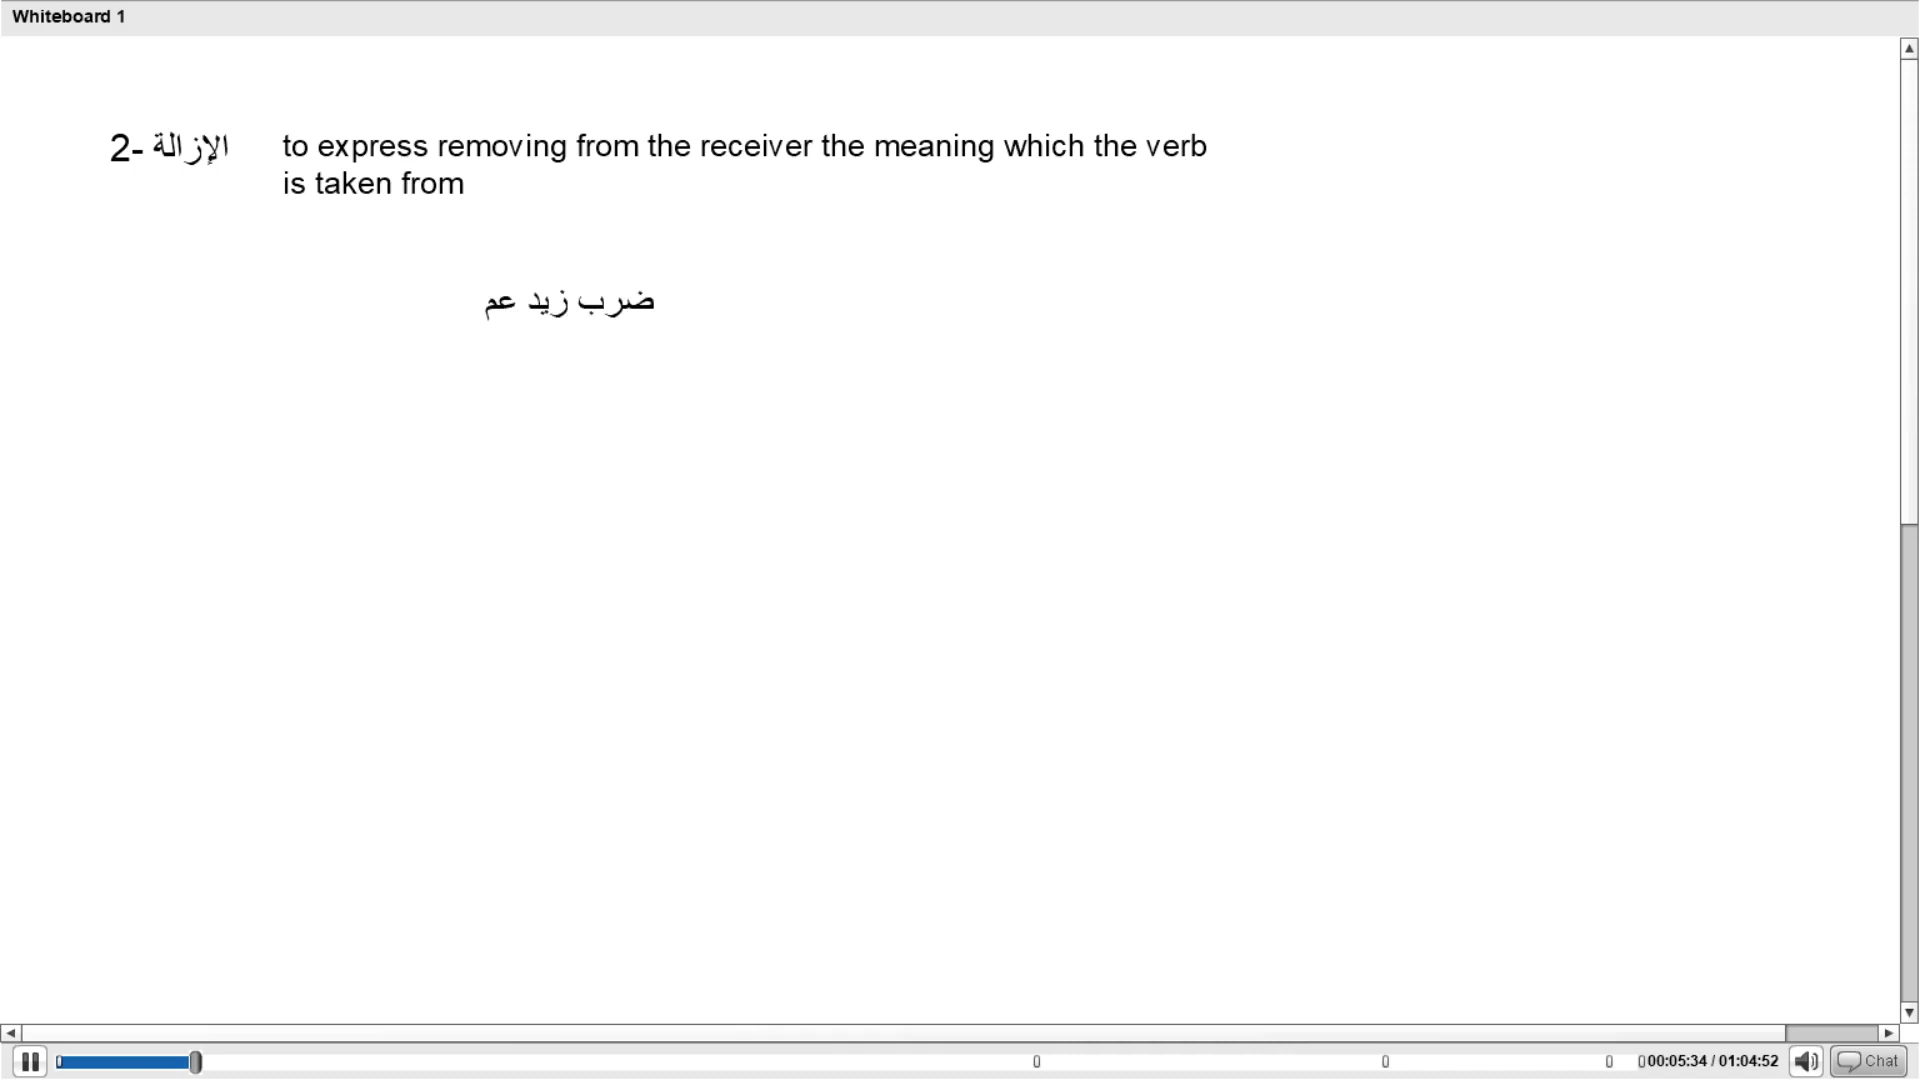 Whiteboard 1
2- الإزالة to express removing from the receiver the meaning which the verb
is taken from
ضرب زيد عم
00:05:34 / 01:04:52
Chat